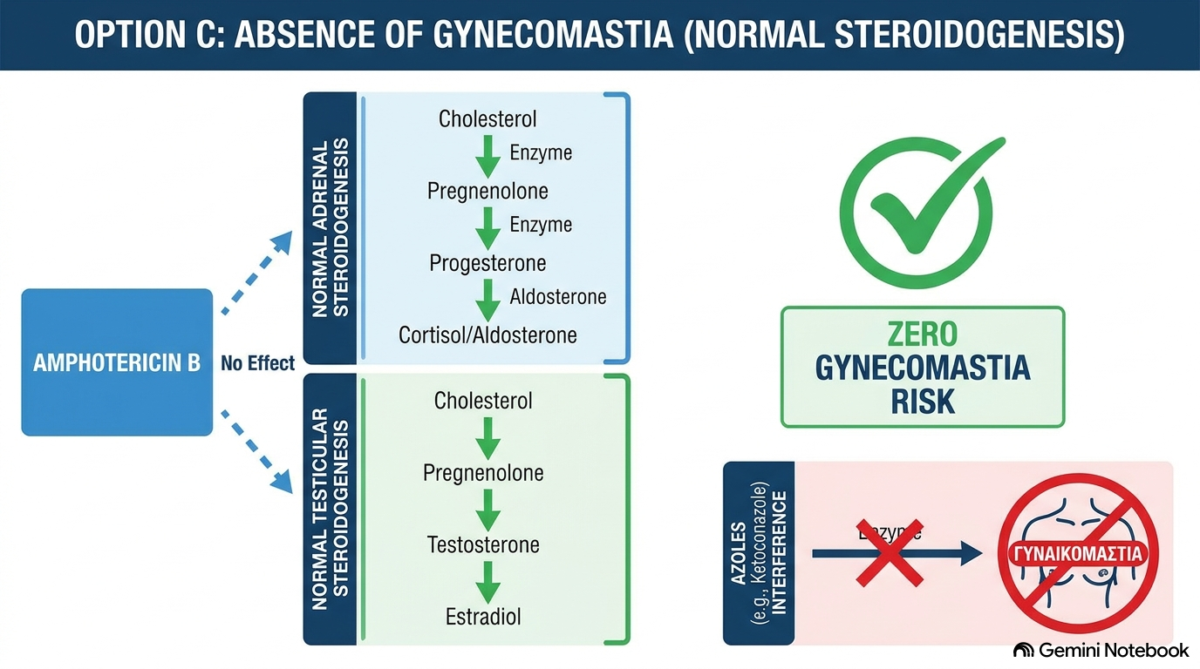 OPTION C: ABSENCE OF GYNECOMASTIA (NORMAL STEROIDOGENESIS)
AMPHOTERICIN B
No Effect
NORMAL ADRENAL
STEROIDOGENESIS
Cholesterol
Enzyme
Pregnenolone
Enzyme
Progesterone
Aldosterone
Cortisol/Aldosterone
NORMAL TESTICULAR
STEROIDOGENESIS
Cholesterol
Pregnenolone
Testosterone
Estradiol
ZERO
GYNECOMASTIA
RISK
AZOLES
(e.g., Ketoconazole)
INTERFERENCE
Enzyme
ΓΥΝΑΙΚΟΜΑΣΤΙΑ
Gemini Notebook